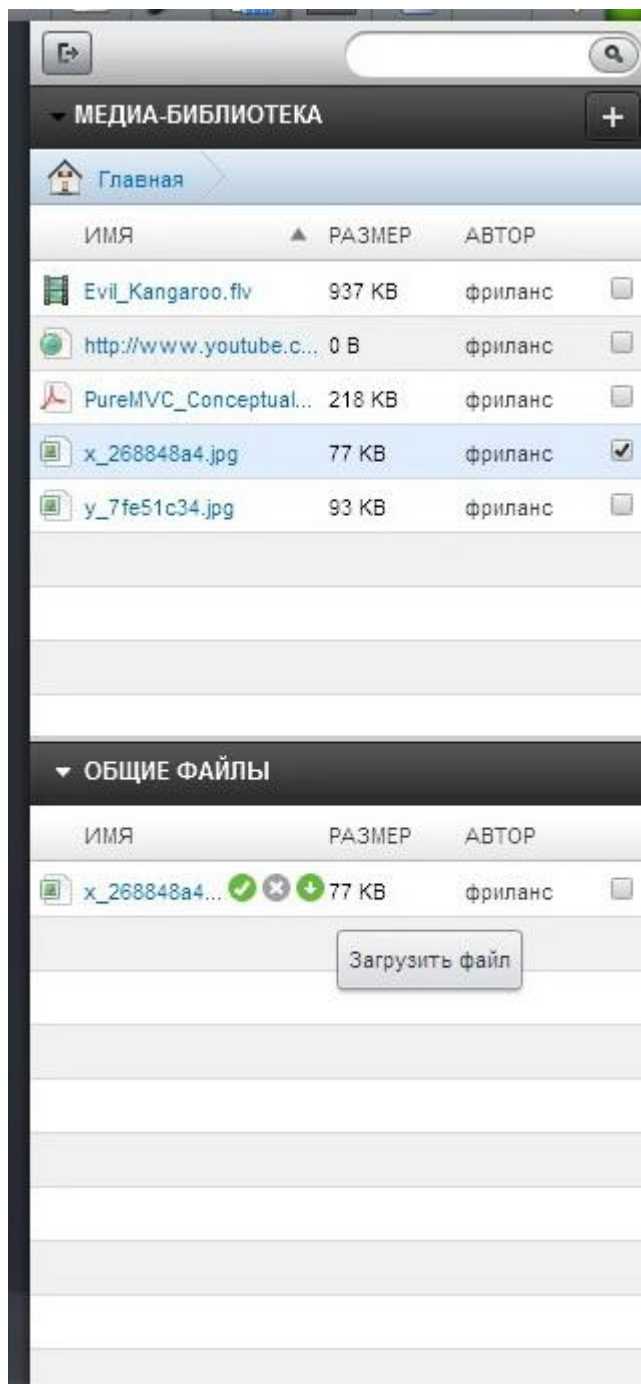 МЕДИА-БИБЛИОТЕКА
Главная
ИМЯ РАЗМЕР АВТОР
Evil_Kangaroo.flv 937 KB фриланс
http://www.youtube.c... 0 B фриланс
PureMVC_Conceptual... 218 KB фриланс
x_268848a4.jpg 77 KB фриланс
y_7fe51c34.jpg 93 KB фриланс
ОБЩИЕ ФАЙЛЫ
ИМЯ РАЗМЕР АВТОР
x_268848a4... 77 KB фриланс
Загрузить файл